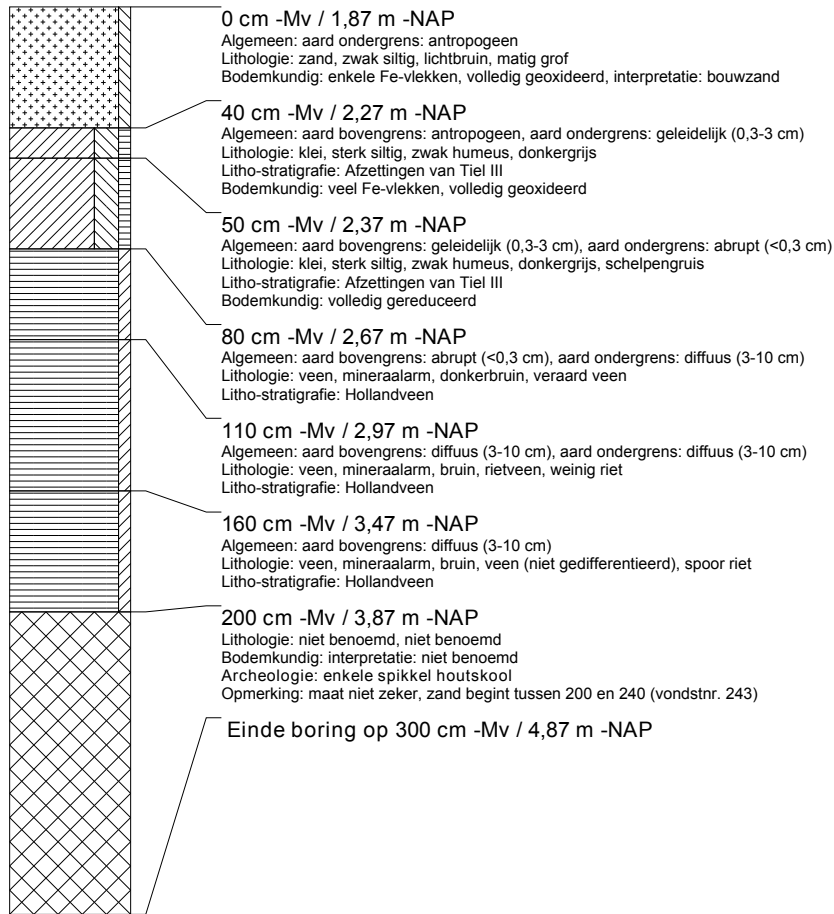 0 cm -Mv / 1,87 m -NAP
Algemeen: aard ondergrens: antropogeen
Lithologie: zand, zwak siltig, lichtbruin, matig grof
Bodemkundig: enkele Fe-vlekken, volledig geoxideerd, interpretatie: bouwzand
40 cm -Mv / 2,27 m -NAP
Algemeen: aard bovengrens: antropogeen, aard ondergrens: geleidelijk (0,3-3 cm)
Lithologie: klei, sterk siltig, zwak humeus, donkergrijs
Litho-stratigrafie: Afzettingen van Tiel III
Bodemkundig: veel Fe-vlekken, volledig geoxideerd
50 cm -Mv / 2,37 m -NAP
Algemeen: aard bovengrens: geleidelijk (0,3-3 cm), aard ondergrens: abrupt (<0,3 cm)
Lithologie: klei, sterk siltig, zwak humeus, donkergrijs, schelpengruis
Litho-stratigrafie: Afzettingen van Tiel III
Bodemkundig: volledig gereduceerd
80 cm -Mv / 2,67 m -NAP
Algemeen: aard bovengrens: abrupt (<0,3 cm), aard ondergrens: diffuus (3-10 cm)
Lithologie: veen, mineraalarm, donkerbruin, veraard veen
Litho-stratigrafie: Hollandveen
110 cm -Mv / 2,97 m -NAP
Algemeen: aard bovengrens: diffuus (3-10 cm), aard ondergrens: diffuus (3-10 cm)
Lithologie: veen, mineraalarm, bruin, rietveen, weinig riet
Litho-stratigrafie: Hollandveen
160 cm -Mv / 3,47 m -NAP
Algemeen: aard bovengrens: diffuus (3-10 cm)
Lithologie: veen, mineraalarm, bruin, veen (niet gedifferentieerd), spoor riet
Litho-stratigrafie: Hollandveen
200 cm -Mv / 3,87 m -NAP
Lithologie: niet benoemd, niet benoemd
Bodemkundig: interpretatie: niet benoemd
Archeologie: enkele spikkel houtskool
Opmerking: maat niet zeker, zand begint tussen 200 en 240 (vondstnr. 243)
Einde boring op 300 cm -Mv / 4,87 m -NAP